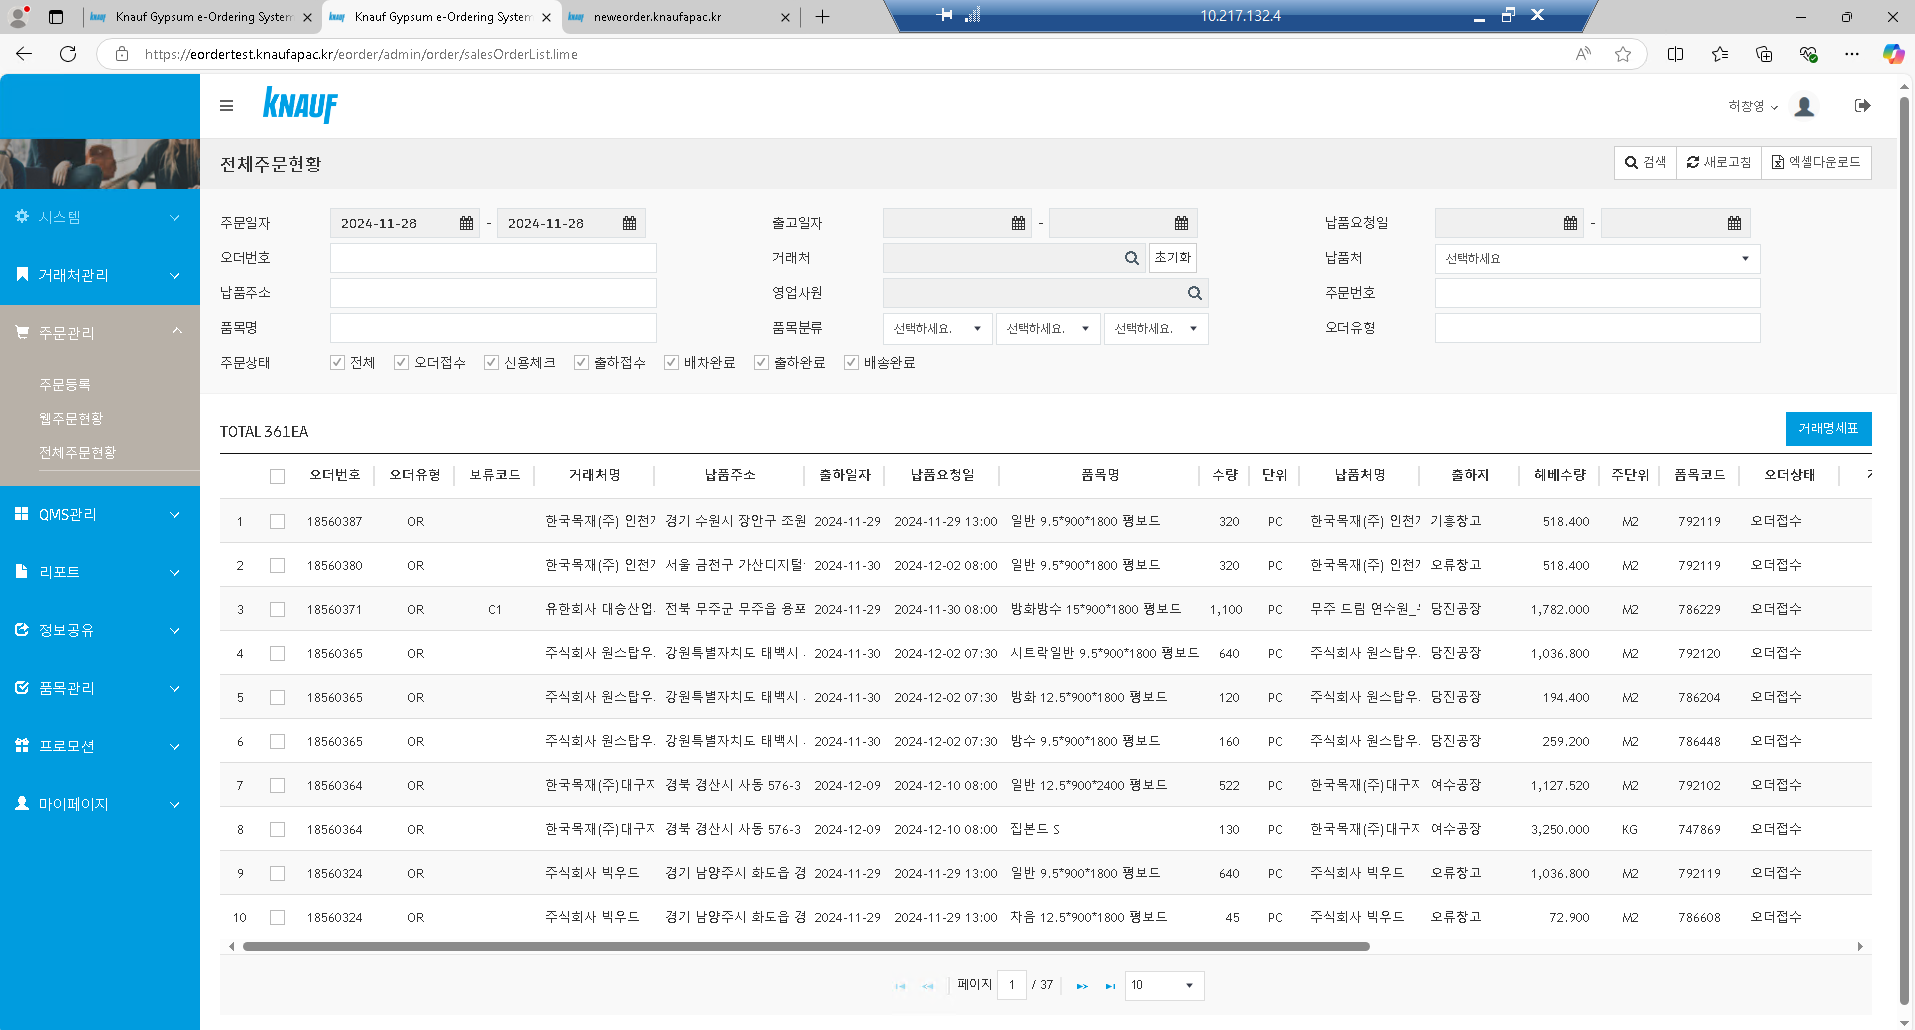 Knauf Gypsum e-Ordering System
Knauf Gypsum e-Ordering System
neweorder.knaufapac.kr
10.217.132.4
https://eordertest.knaufapac.kr/eorder/admin/order/salesOrderList.lime
KNAUF
허창영
전체주문현황
검색 새로고침 엑셀다운로드
시스템
거래처관리
주문관리
주문등록
웹주문현황
전체주문현황
QMS관리
리포트
정보공유
품목관리
프로모션
마이페이지
주문일자 2024-11-28 - 2024-11-28 출고일자 - 납품요청일 -
오더번호 거래처 초기화 납품처 선택하세요
납품주소 영업사원 주문번호
품목명 품목분류 선택하세요. 선택하세요. 선택하세요. 오더유형
주문상태 전체 오더접수 신용체크 출하접수 배차완료 출하완료 배송완료
TOTAL 361EA 거래명세표
오더번호 오더유형 보류코드 거래처명 납품주소 출하일자 납품요청일 품목명 수량 단위 납품처명 출하지 헤베수량 주단위 품목코드 오더상태
1 18560387 OR 한국목재(주) 인천 경기 수원시 장안구 조원 2024-11-29 2024-11-29 13:00 일반 9.5*900*1800 평보드 320 PC 한국목재(주) 인천 기흥창고 518.400 M2 792119 오더접수
2 18560380 OR 한국목재(주) 인천 서울 금천구 가산디지털 2024-11-30 2024-12-02 08:00 일반 9.5*900*1800 평보드 320 PC 한국목재(주) 인천 오류창고 518.400 M2 792119 오더접수
3 18560371 OR C1 유한회사 대승산업 전북 무주군 무주읍 용포 2024-11-29 2024-11-30 08:00 방화방수 15*900*1800 평보드 1,100 PC 무주 드림 연수원_ 당진공장 1,782.000 M2 786229 오더접수
4 18560365 OR 주식회사 원스탑우 강원특별자치도 태백시 2024-11-30 2024-12-02 07:30 시트락일반 9.5*900*1800 평보드 640 PC 주식회사 원스탑우 당진공장 1,036.800 M2 792120 오더접수
5 18560365 OR 주식회사 원스탑우 강원특별자치도 태백시 2024-11-30 2024-12-02 07:30 방화 12.5*900*1800 평보드 120 PC 주식회사 원스탑우 당진공장 194.400 M2 786204 오더접수
6 18560365 OR 주식회사 원스탑우 강원특별자치도 태백시 2024-11-30 2024-12-02 07:30 방수 9.5*900*1800 평보드 160 PC 주식회사 원스탑우 당진공장 259.200 M2 786448 오더접수
7 18560364 OR 한국목재(주)대구지 경북 경산시 사동 576-3 2024-12-09 2024-12-10 08:00 일반 12.5*900*2400 평보드 522 PC 한국목재(주)대구지 여수공장 1,127.520 M2 792102 오더접수
8 18560364 OR 한국목재(주)대구지 경북 경산시 사동 576-3 2024-12-09 2024-12-10 08:00 집본드 S 130 PC 한국목재(주)대구지 여수공장 3,250.000 KG 747869 오더접수
9 18560324 OR 주식회사 빅우드 경기 남양주시 화도읍 경 2024-11-29 2024-11-29 13:00 일반 9.5*900*1800 평보드 640 PC 주식회사 빅우드 오류창고 1,036.800 M2 792119 오더접수
10 18560324 OR 주식회사 빅우드 경기 남양주시 화도읍 경 2024-11-29 2024-11-29 13:00 차음 12.5*900*1800 평보드 45 PC 주식회사 빅우드 오류창고 72.900 M2 786608 오더접수
페이지 1 / 37 10